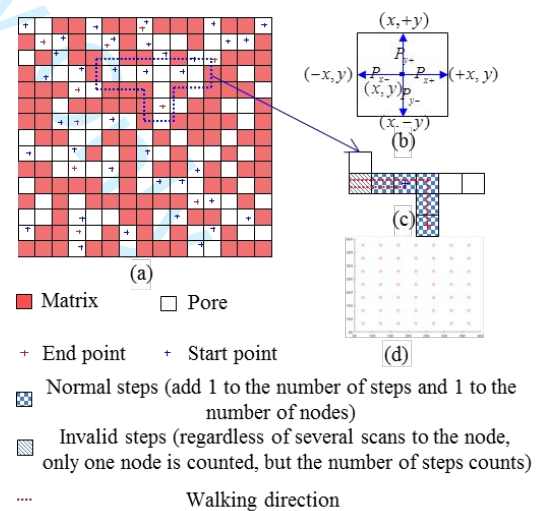 (x,+y)
P x+
(-x, y) P x- P x+ (+x, y)
(x, y) P y-
(x, -y)
(b)
(c)
(a)
(d)
Matrix Pore
End point Start point
Normal steps (add 1 to the number of steps and 1 to the
number of nodes)
Invalid steps (regardless of several scans to the node,
only one node is counted, but the number of steps counts)
Walking direction